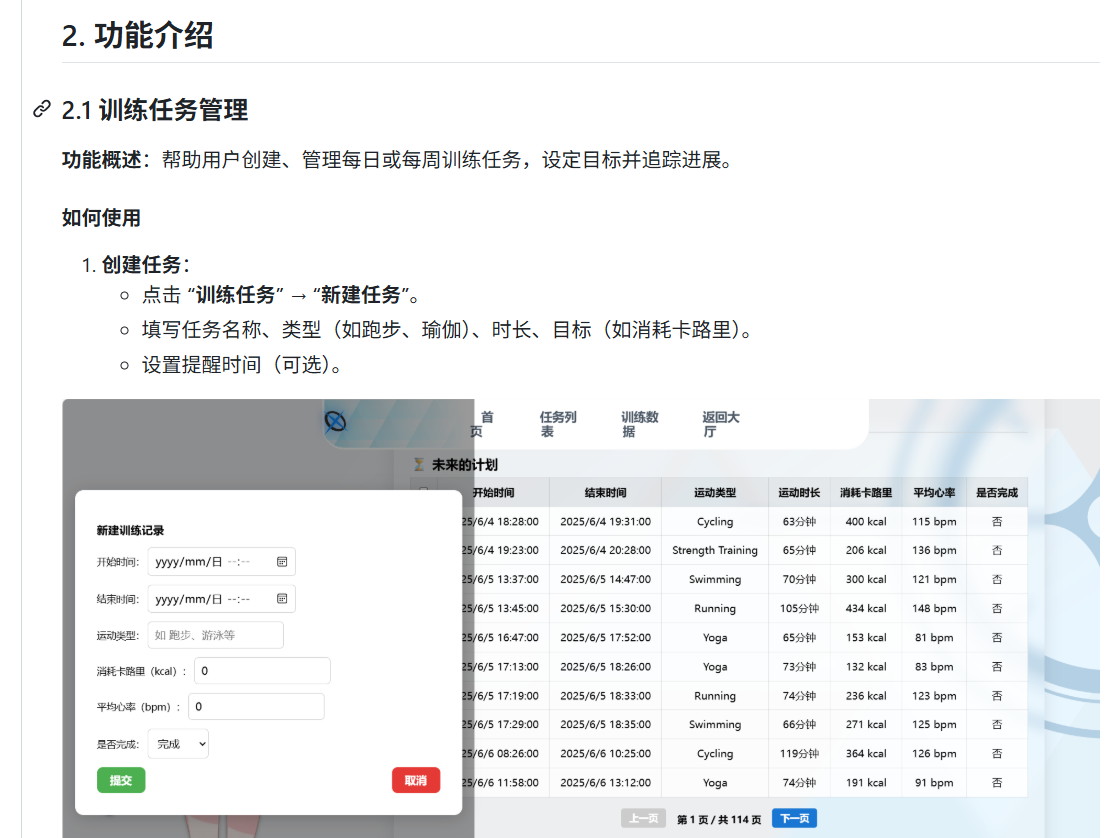 2. 功能介绍
2.1 训练任务管理
功能概述：帮助用户创建、管理每日或每周训练任务，设定目标并追踪进展。
如何使用
1. 创建任务：
点击 “训练任务” → “新建任务”。
填写任务名称、类型（如跑步、瑜伽）、时长、目标（如消耗卡路里）。
设置提醒时间（可选）。
首页 任务列表 训练数据 返回大厅
未来的计划
开始时间 结束时间 运动类型 运动时长 消耗卡路里 平均心率 是否完成
25/6/4 18:28:00 2025/6/4 19:31:00 Cycling 63分钟 400 kcal 115 bpm 否
25/6/4 19:23:00 2025/6/4 20:28:00 Strength Training 65分钟 206 kcal 136 bpm 否
25/6/5 13:37:00 2025/6/5 14:47:00 Swimming 70分钟 300 kcal 121 bpm 否
25/6/5 13:45:00 2025/6/5 15:30:00 Running 105分钟 434 kcal 148 bpm 否
25/6/5 16:47:00 2025/6/5 17:52:00 Yoga 65分钟 153 kcal 81 bpm 否
25/6/5 17:13:00 2025/6/5 18:26:00 Yoga 73分钟 132 kcal 83 bpm 否
25/6/5 17:19:00 2025/6/5 18:33:00 Running 74分钟 236 kcal 123 bpm 否
25/6/5 17:29:00 2025/6/5 18:35:00 Swimming 66分钟 271 kcal 125 bpm 否
25/6/6 08:26:00 2025/6/6 10:25:00 Cycling 119分钟 364 kcal 126 bpm 否
25/6/6 11:58:00 2025/6/6 13:12:00 Yoga 74分钟 191 kcal 91 bpm 否
上一页 第 1 页 / 共 114 页 下一页
新建训练记录
开始时间: yyyy/mm/日 --:--
结束时间: yyyy/mm/日 --:--
运动类型: 如 跑步、游泳等
消耗卡路里（kcal）: 0
平均心率（bpm）: 0
是否完成: 完成
提交 取消